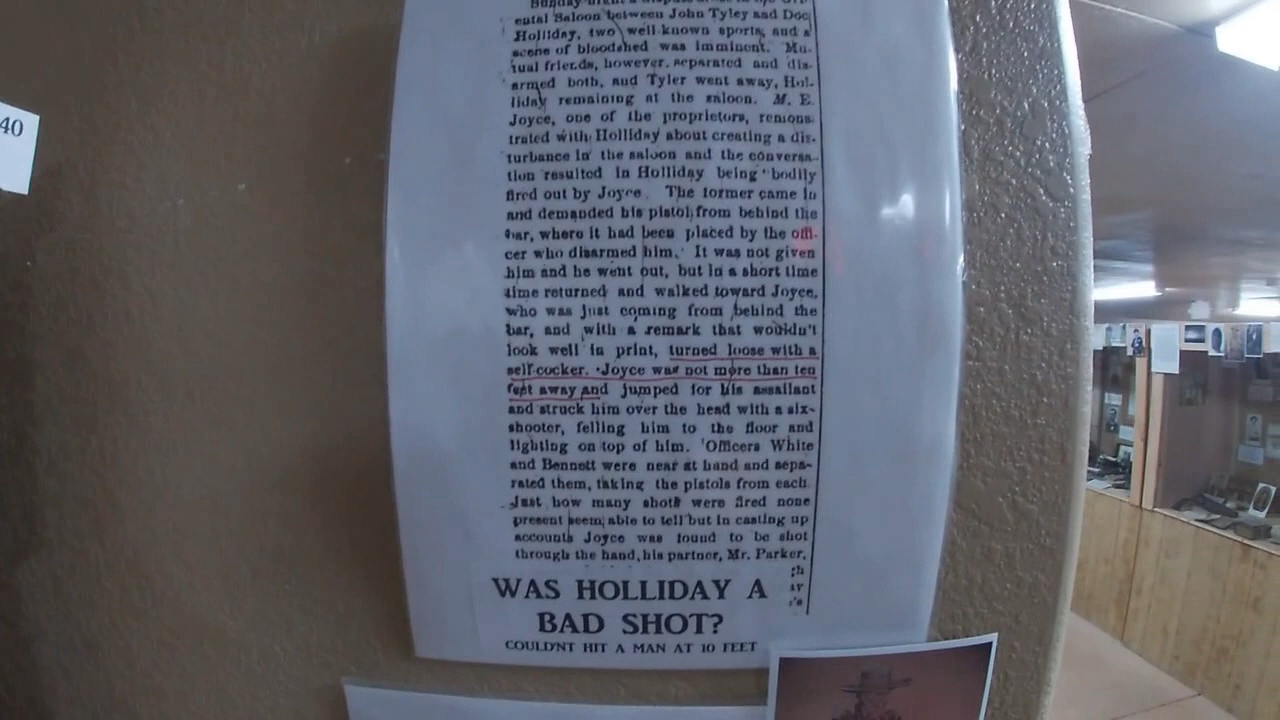 40
Sunday night a dispute
ental Saloon between John Tyley and Doc
Holliday, two well-known sports, and a
scene of bloodshed was imminent. Mu-
tual friends, however, separated and dis-
armed both, and Tyler went away, Hol-
liday remaining at the saloon. M. E.
Joyce, one of the proprietors, remons-
trated with Holliday about creating a dis-
turbance in the saloon and the conversa-
tion resulted in Holliday being bodily
fired out by Joyce. The former came in
and demanded his pistol from behind the
bar, where it had been placed by the offi-
cer who disarmed him. It was not given
him and he went out, but in a short time
time returned and walked toward Joyce,
who was just coming from behind the
bar, and with a remark that wouldn't
look well in print, turned loose with a
self-cocker. Joyce was not more than ten
feet away and jumped for his assailant
and struck him over the head with a six-
shooter, felling him to the floor and
lighting on top of him. Officers White
and Bennett were near at hand and sepa-
rated them, taking the pistols from each.
Just how many shots were fired none
present seem able to tell but in casting up
accounts Joyce was found to be shot
through the hand, his partner, Mr. Parker,
WAS HOLLIDAY A
BAD SHOT?
COULD'NT HIT A MAN AT 10 FEET